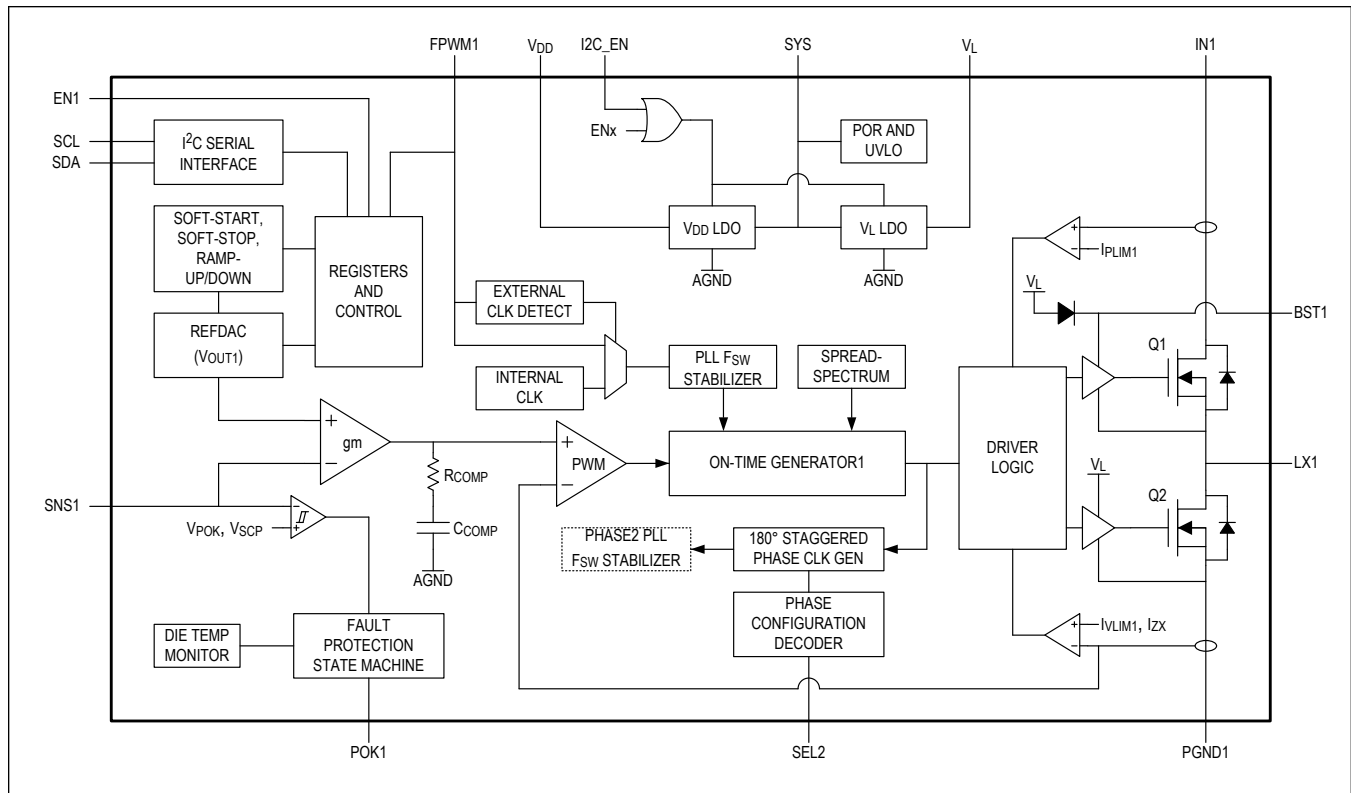 FPWM1
VDD
I2C_EN
SYS
VL
IN1
EN1
SCL
SDA
I2C SERIAL
INTERFACE
ENx
POR AND
UVLO
SOFT-START,
SOFT-STOP,
RAMP-
UP/DOWN
REGISTERS
AND
CONTROL
VDD LDO
VL LDO
AGND
AGND
+
−
IPLIM1
VL
BST1
EXTERNAL
CLK DETECT
REFDAC
(VOUT1)
INTERNAL
CLK
PLL FSW
STABILIZER
SPREAD-
SPECTRUM
Q1
+
−
gm
+
−
PWM
ON-TIME GENERATOR1
DRIVER
LOGIC
LX1
RCOMP
VL
Q2
SNS1
−
+
VPOK, VSCP
CCOMP
AGND
PHASE2 PLL
FSW STABILIZER
180° STAGGERED
PHASE CLK GEN
PHASE
CONFIGURATION
DECODER
DIE TEMP
MONITOR
FAULT
PROTECTION
STATE MACHINE
+
−
IVLIM1, IZX
POK1
SEL2
PGND1